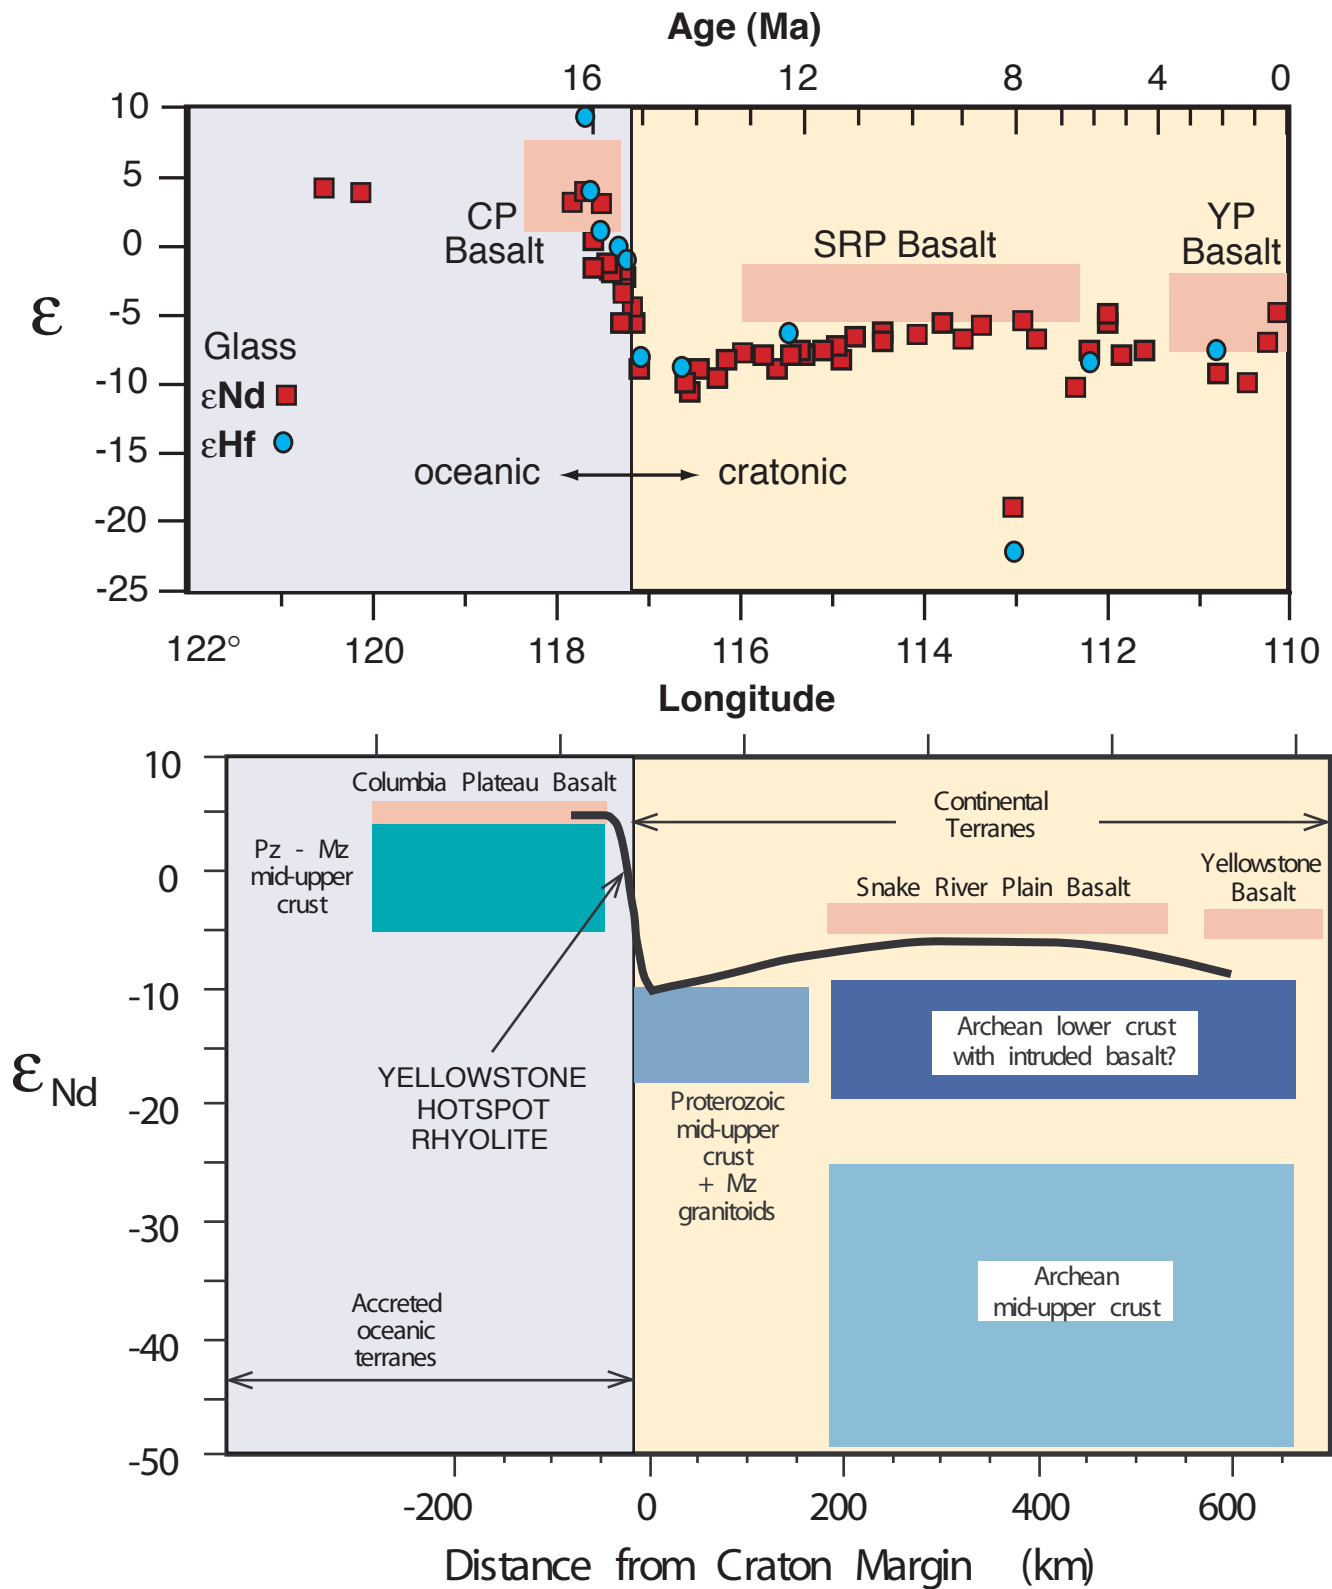 Age (Ma)
16 12 8 4 0
10
5
0
-5
-10
-15
-20
-25
ε
CP
Basalt
SRP Basalt
YP
Basalt
Glass
εNd
εHf
oceanic
cratonic
122° 120 118 116 114 112 110
Longitude
10
0
-10
-20
-30
-40
-50
εNd
Columbia Plateau Basalt
Pz - Mz
mid-upper
crust
Continental
Terranes
Snake River Plain Basalt
Yellowstone
Basalt
YELLOWSTONE
HOTSPOT
RHYOLITE
Archean lower crust
with intruded basalt?
Proterozoic
mid-upper
crust
+ Mz
granitoids
Archean
mid-upper crust
Accreted
oceanic
terranes
-200 0 200 400 600
Distance from Craton Margin (km)